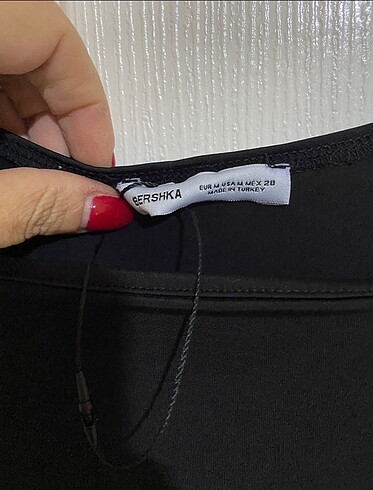 BERSHKA
EUR M USA M MEX 28
MADE IN TURKEY